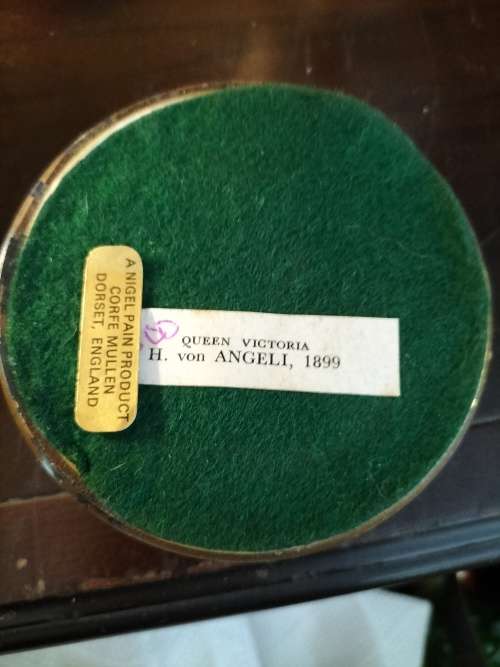 A NIGEL PAIN PRODUCT
CORFE MULLEN
DORSET, ENGLAND
QUEEN VICTORIA
H. von ANGELI, 1899